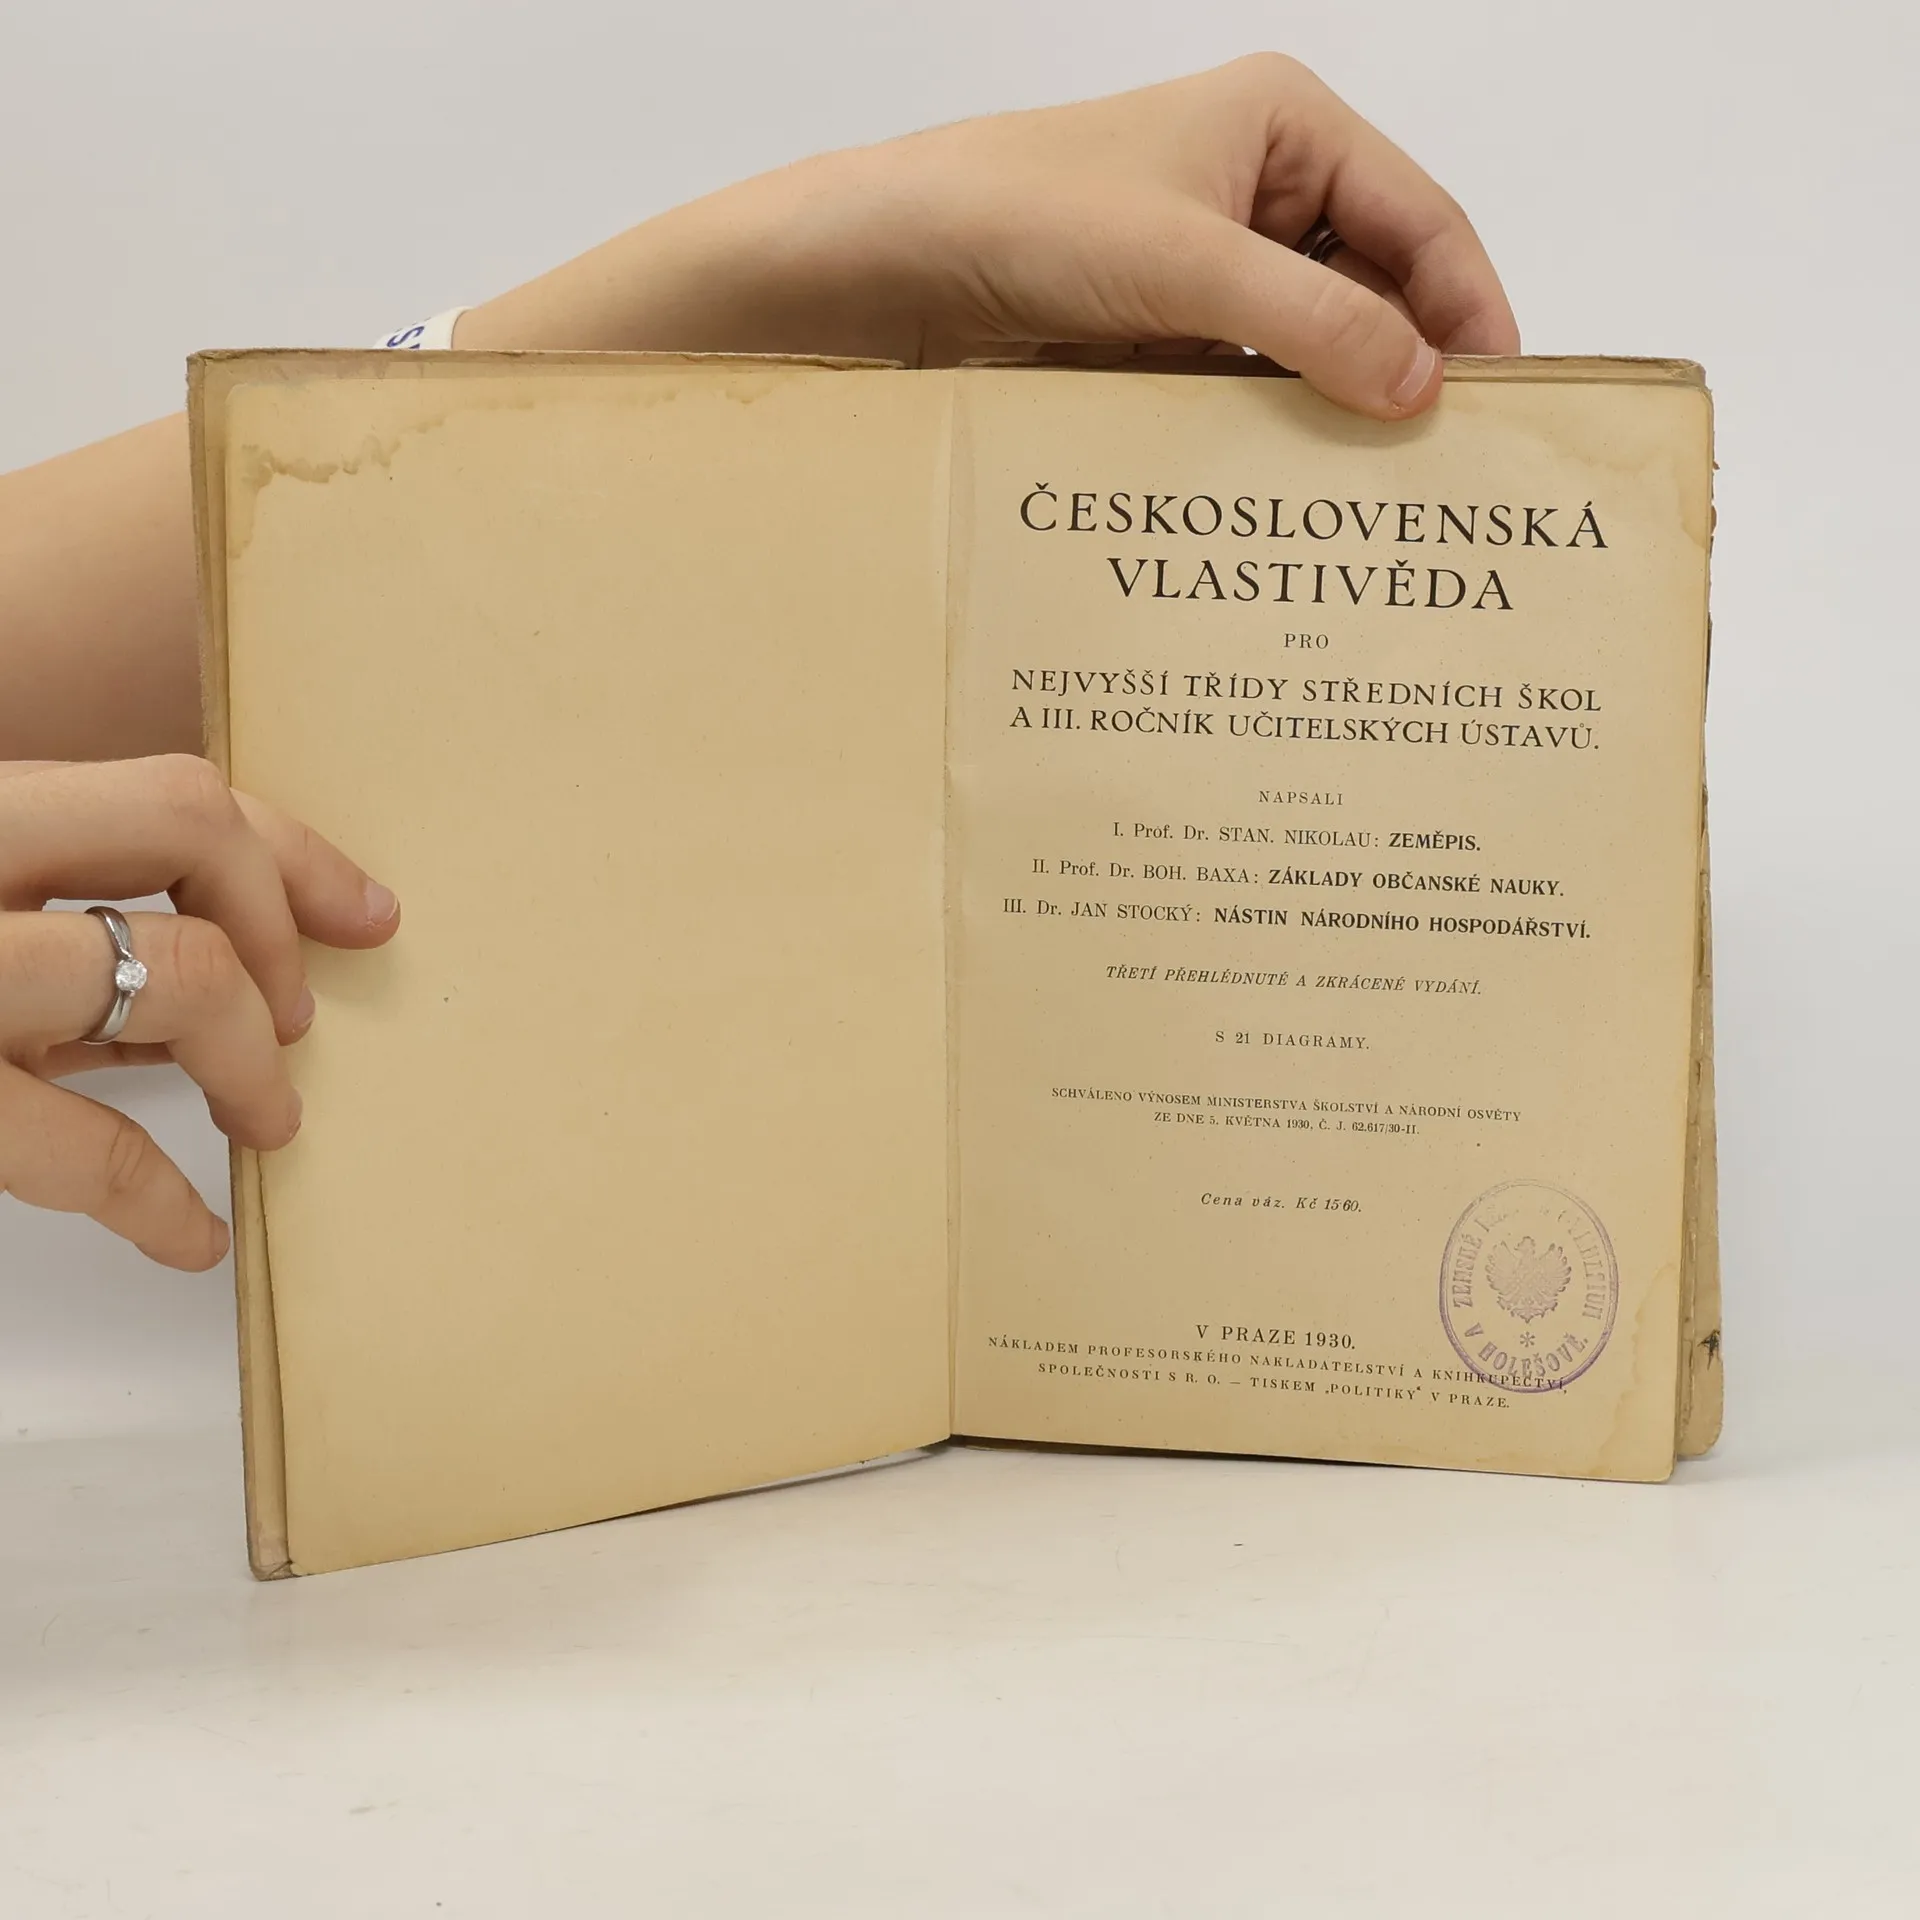 ČESKOSLOVENSKÁ
VLASTIVĚDA
PRO
NEJVYŠŠÍ TŘÍDY STŘEDNÍCH ŠKOL
A III. ROČNÍK UČITELSKÝCH ÚSTAVŮ.
NAPSALI
I. Prof. Dr. STAN. NIKOLAU: ZEMĚPIS.
II. Prof. Dr. BOH. BAXA: ZÁKLADY OBČANSKÉ NAUKY.
III. Dr. JAN STOCKÝ: NÁSTIN NÁRODNÍHO HOSPODÁŘSTVÍ.
TŘETÍ PŘEHLÉDNUTÉ A ZKRÁCENÉ VYDÁNÍ.
S 21 DIAGRAMY.
SCHVÁLENO VÝNOSEM MINISTERSTVA ŠKOLSTVÍ A NÁRODNÍ OSVĚTY
ZE DNE 5. KVĚTNA 1930, Č. J. 62.617/30-II.
Cena váz. Kč 15·60.
ZEMSKÉ
V HOLEŠOVĚ.
V PRAZE 1930.
NÁKLADEM PROFESORSKÉHO NAKLADATELSTVÍ A KNIHKUPECTVÍ,
SPOLEČNOSTI S R. O. — TISKEM „POLITIKY“ V PRAZE.